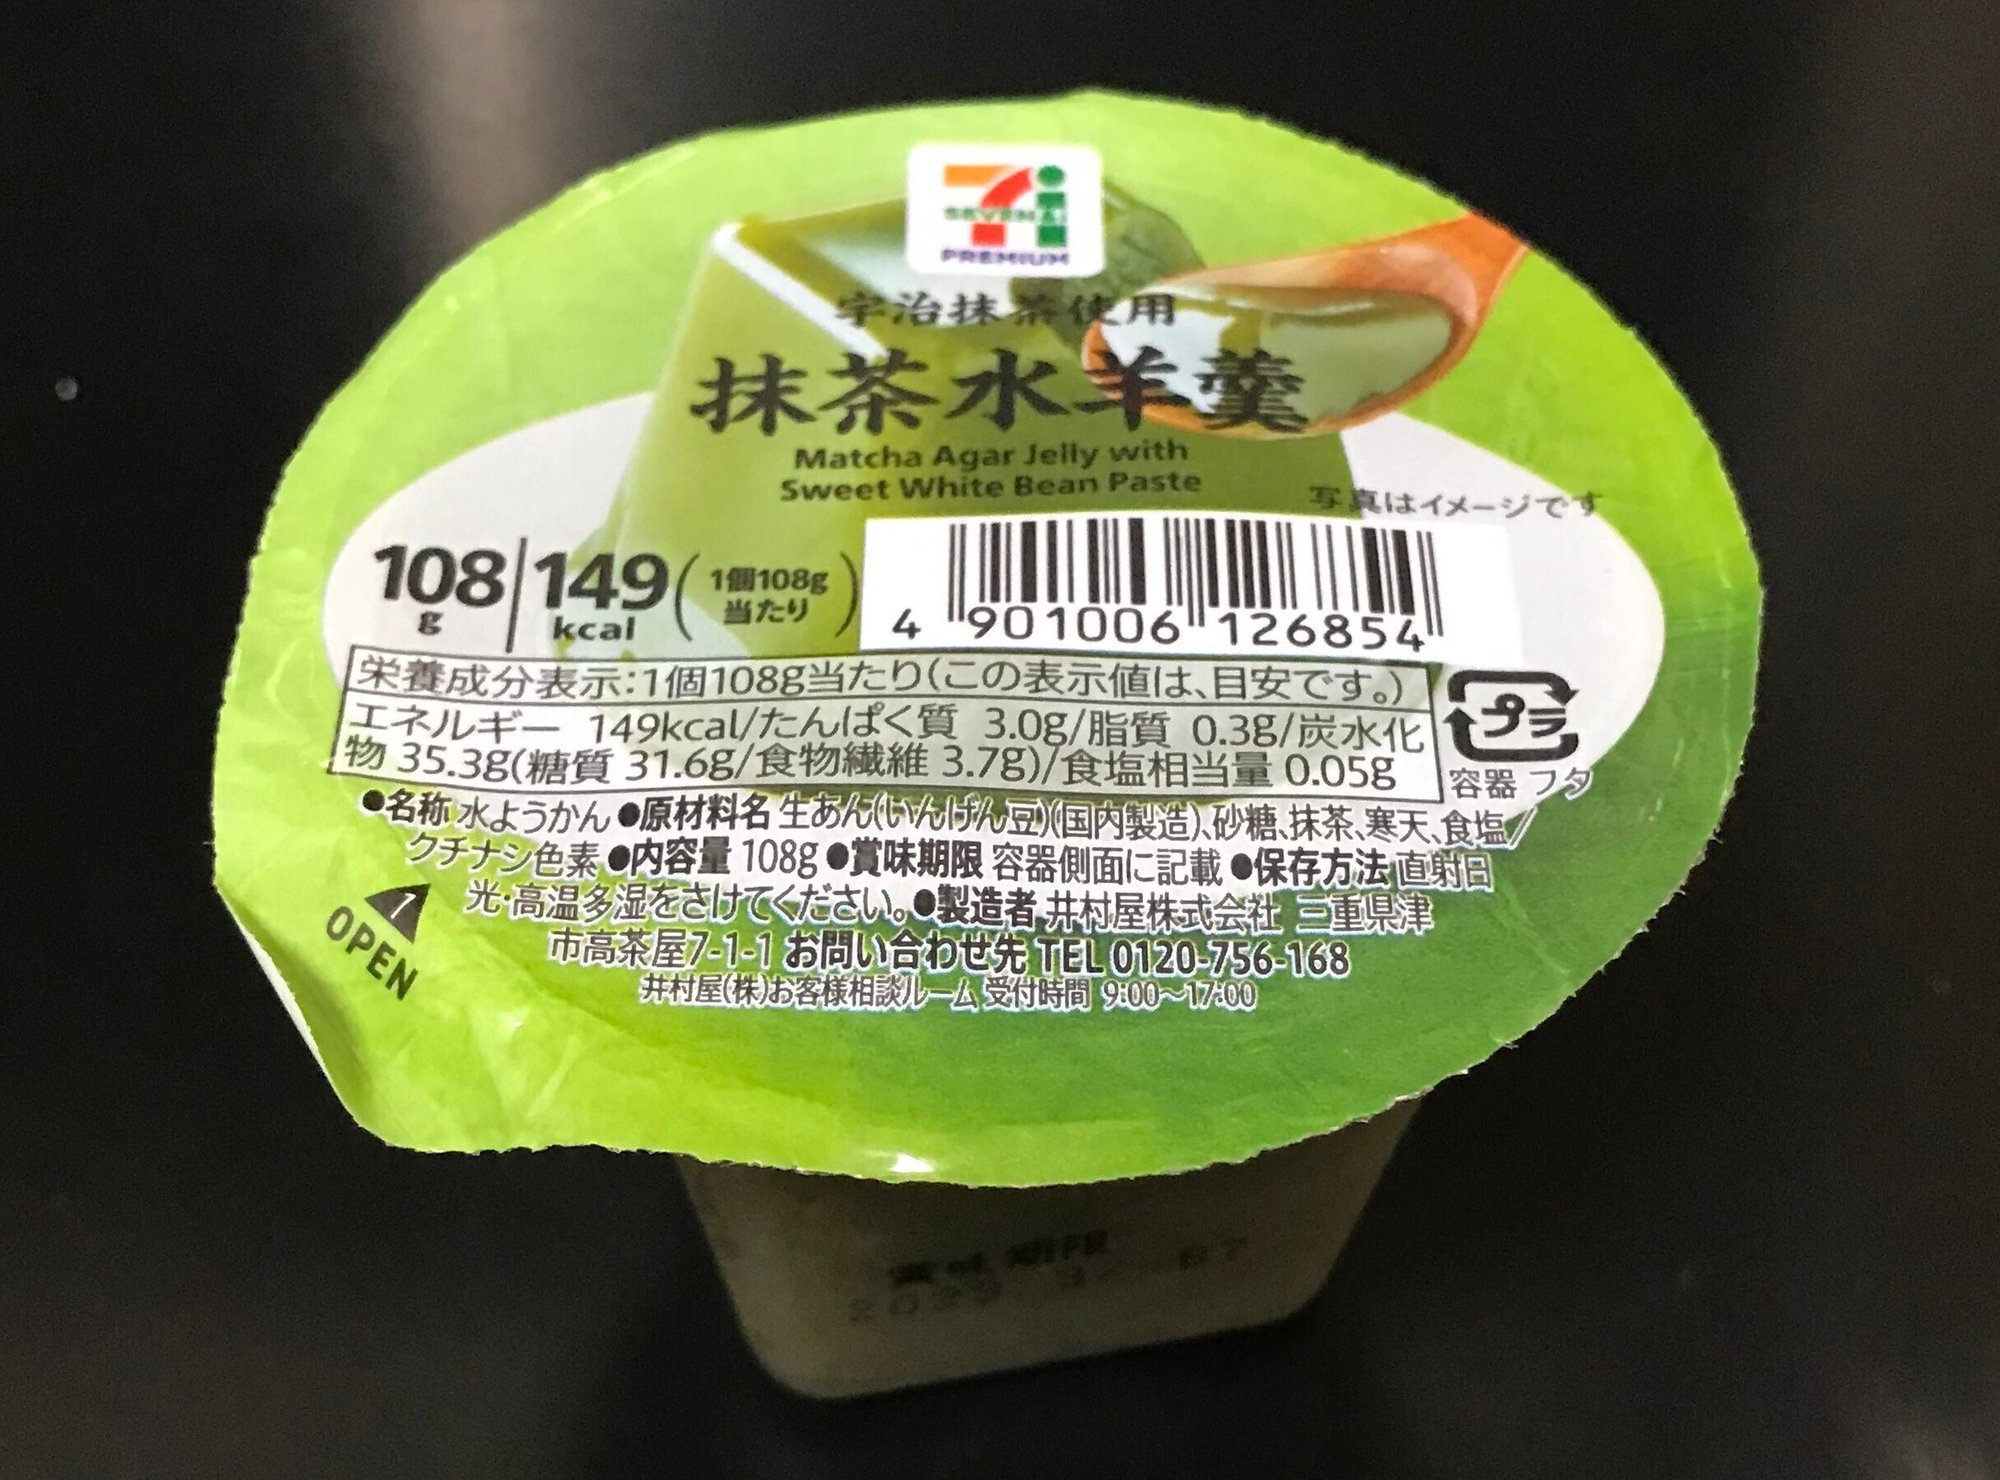 SEVEN&i
PREMIUM
宇治抹茶使用
抹茶水羊羹
Matcha Agar Jelly with
Sweet White Bean Paste
写真はイメージです
108g 149kcal (1個108g当たり)
4 901006 126854
栄養成分表示:1個108g当たり(この表示値は、目安です。)
エネルギー 149kcal/たんぱく質 3.0g/脂質 0.3g/炭水化
物 35.3g(糖質 31.6g/食物繊維 3.7g)/食塩相当量 0.05g
プラ
容器 フタ
●名称 水ようかん ●原材料名 生あん(いんげん豆)(国内製造)、砂糖、抹茶、寒天、食塩/
クチナシ色素 ●内容量 108g ●賞味期限 容器側面に記載 ●保存方法 直射日
光・高温多湿をさけてください。●製造者 井村屋株式会社 三重県津
市高茶屋7-1-1 お問い合わせ先 TEL 0120-756-168
井村屋(株)お客様相談ルーム 受付時間 9:00～17:00
1
OPEN
賞味期限